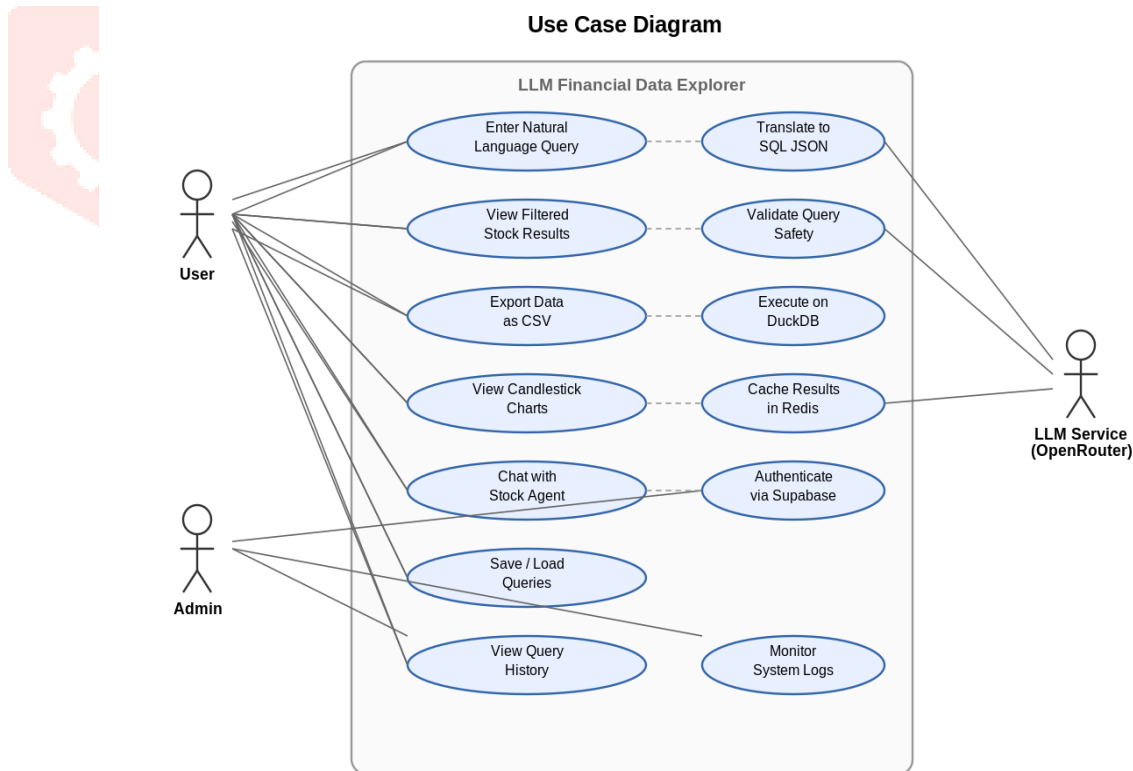 Use Case Diagram
LLM Financial Data Explorer
Enter Natural
Language Query
Translate to
SQL JSON
View Filtered
Stock Results
Validate Query
Safety
User
Export Data
as CSV
Execute on
DuckDB
View Candlestick
Charts
Cache Results
in Redis
LLM Service
(OpenRouter)
Chat with
Stock Agent
Authenticate
via Supabase
Admin
Save / Load
Queries
View Query
History
Monitor
System Logs